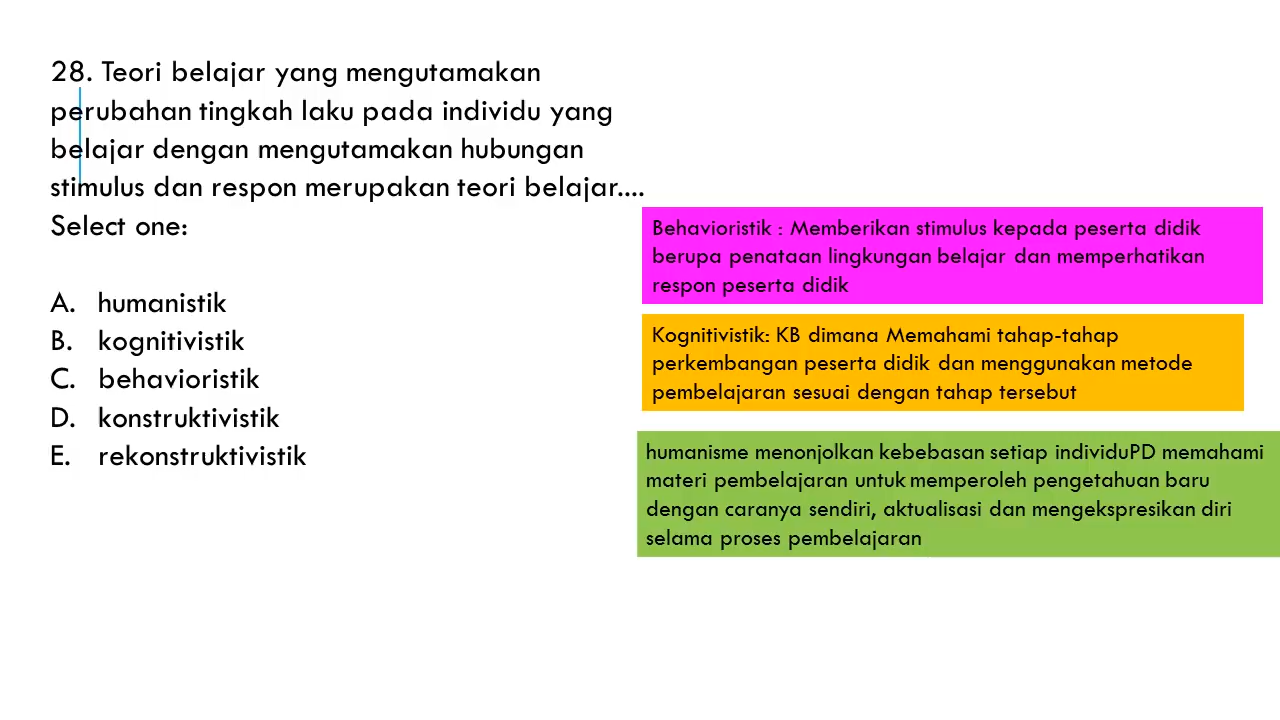 28. Teori belajar yang mengutamakan
perubahan tingkah laku pada individu yang
belajar dengan mengutamakan hubungan
stimulus dan respon merupakan teori belajar....
Select one:
A. humanistik
B. kognitivistik
C. behavioristik
D. konstruktivistik
E. rekonstruktivistik
Behavioristik : Memberikan stimulus kepada peserta didik
berupa penataan lingkungan belajar dan memperhatikan
respon peserta didik
Kognitivistik: KB dimana Memahami tahap-tahap
perkembangan peserta didik dan menggunakan metode
pembelajaran sesuai dengan tahap tersebut
humanisme menonjolkan kebebasan setiap individuPD memahami
materi pembelajaran untuk memperoleh pengetahuan baru
dengan caranya sendiri, aktualisasi dan mengekspresikan diri
selama proses pembelajaran